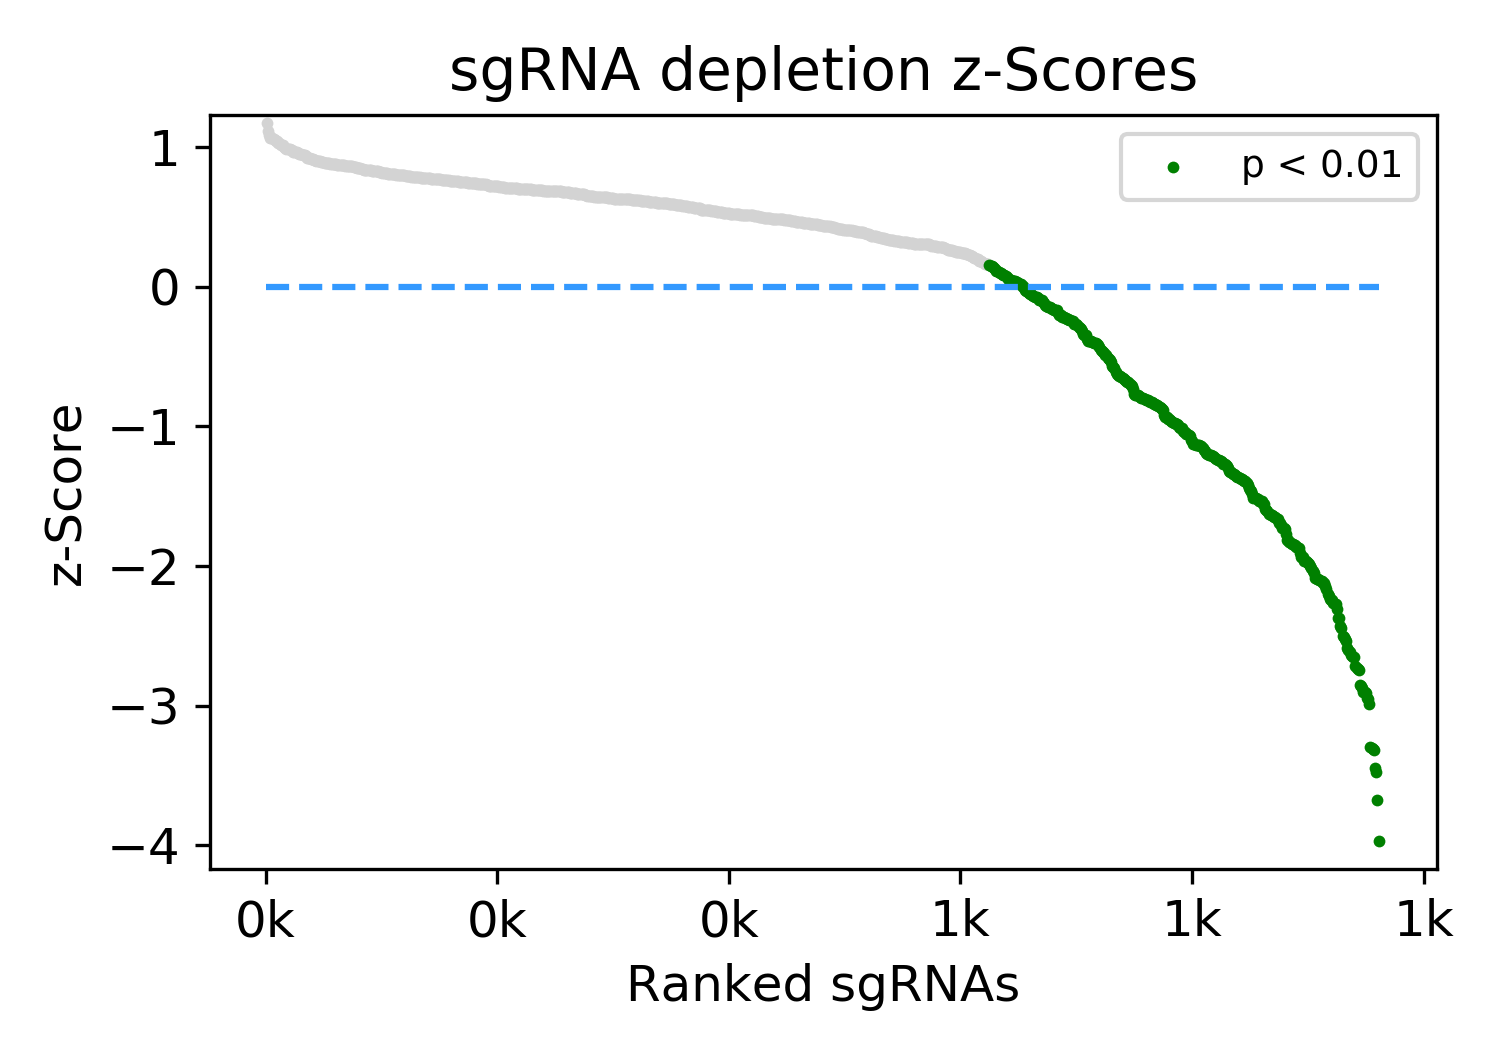 sgRNA depletion z-Scores
p < 0.01
1
0
−1
−2
−3
−4
z-Score
0k 0k 0k 1k 1k 1k
Ranked sgRNAs